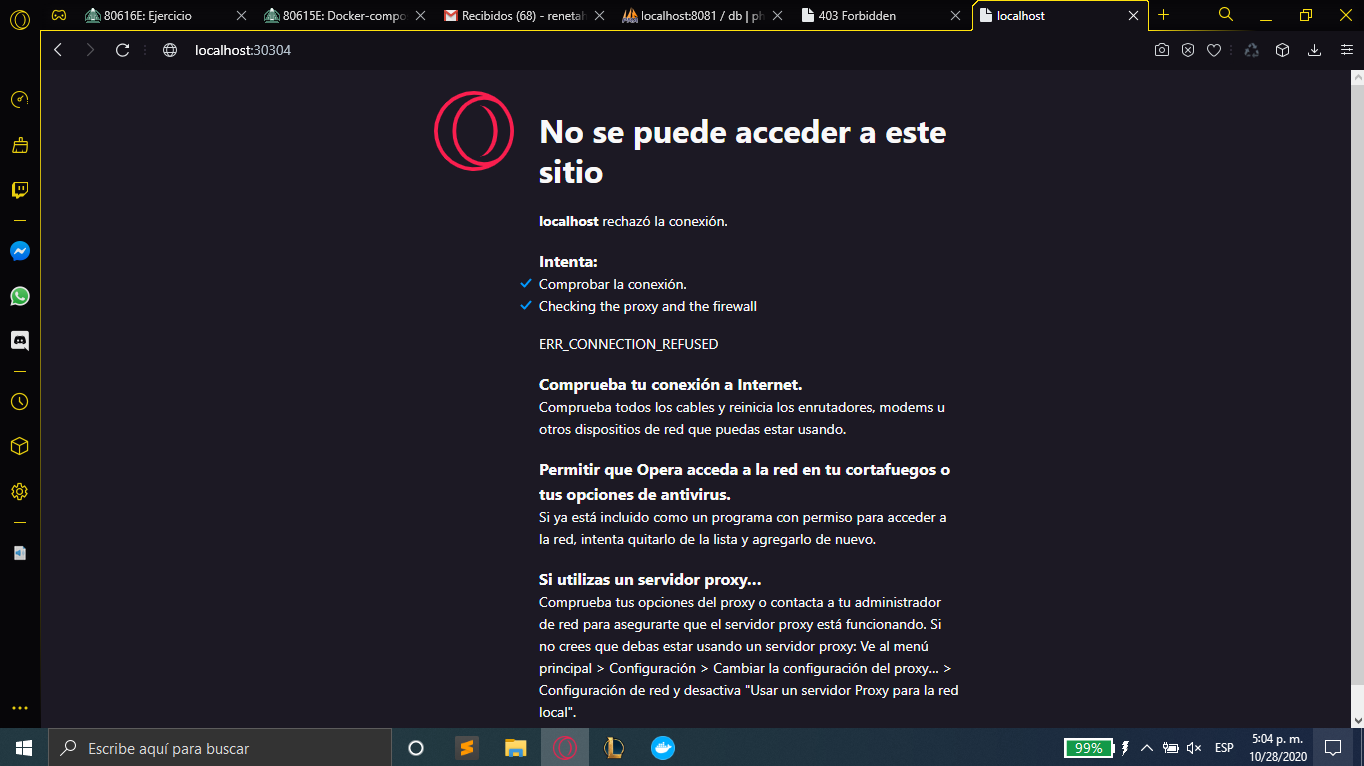 80616E: Ejercicio
80615E: Docker-compo
Recibidos (68) - renetah
localhost:8081 / db | ph
403 Forbidden
localhost
localhost:30304
No se puede acceder a este
sitio
localhost rechazó la conexión.
Intenta:
Comprobar la conexión.
Checking the proxy and the firewall
ERR_CONNECTION_REFUSED
Comprueba tu conexión a Internet.
Comprueba todos los cables y reinicia los enrutadores, modems u
otros dispositios de red que puedas estar usando.
Permitir que Opera acceda a la red en tu cortafuegos o
tus opciones de antivirus.
Si ya está incluido como un programa con permiso para acceder a
la red, intenta quitarlo de la lista y agregarlo de nuevo.
Si utilizas un servidor proxy...
Comprueba tus opciones del proxy o contacta a tu administrador
de red para asegurarte que el servidor proxy está funcionando. Si
no crees que debas estar usando un servidor proxy: Ve al menú
principal > Configuración > Cambiar la configuración del proxy... >
Configuración de red y desactiva "Usar un servidor Proxy para la red
local".
Escribe aquí para buscar
99%
ESP
5:04 p. m.
10/28/2020